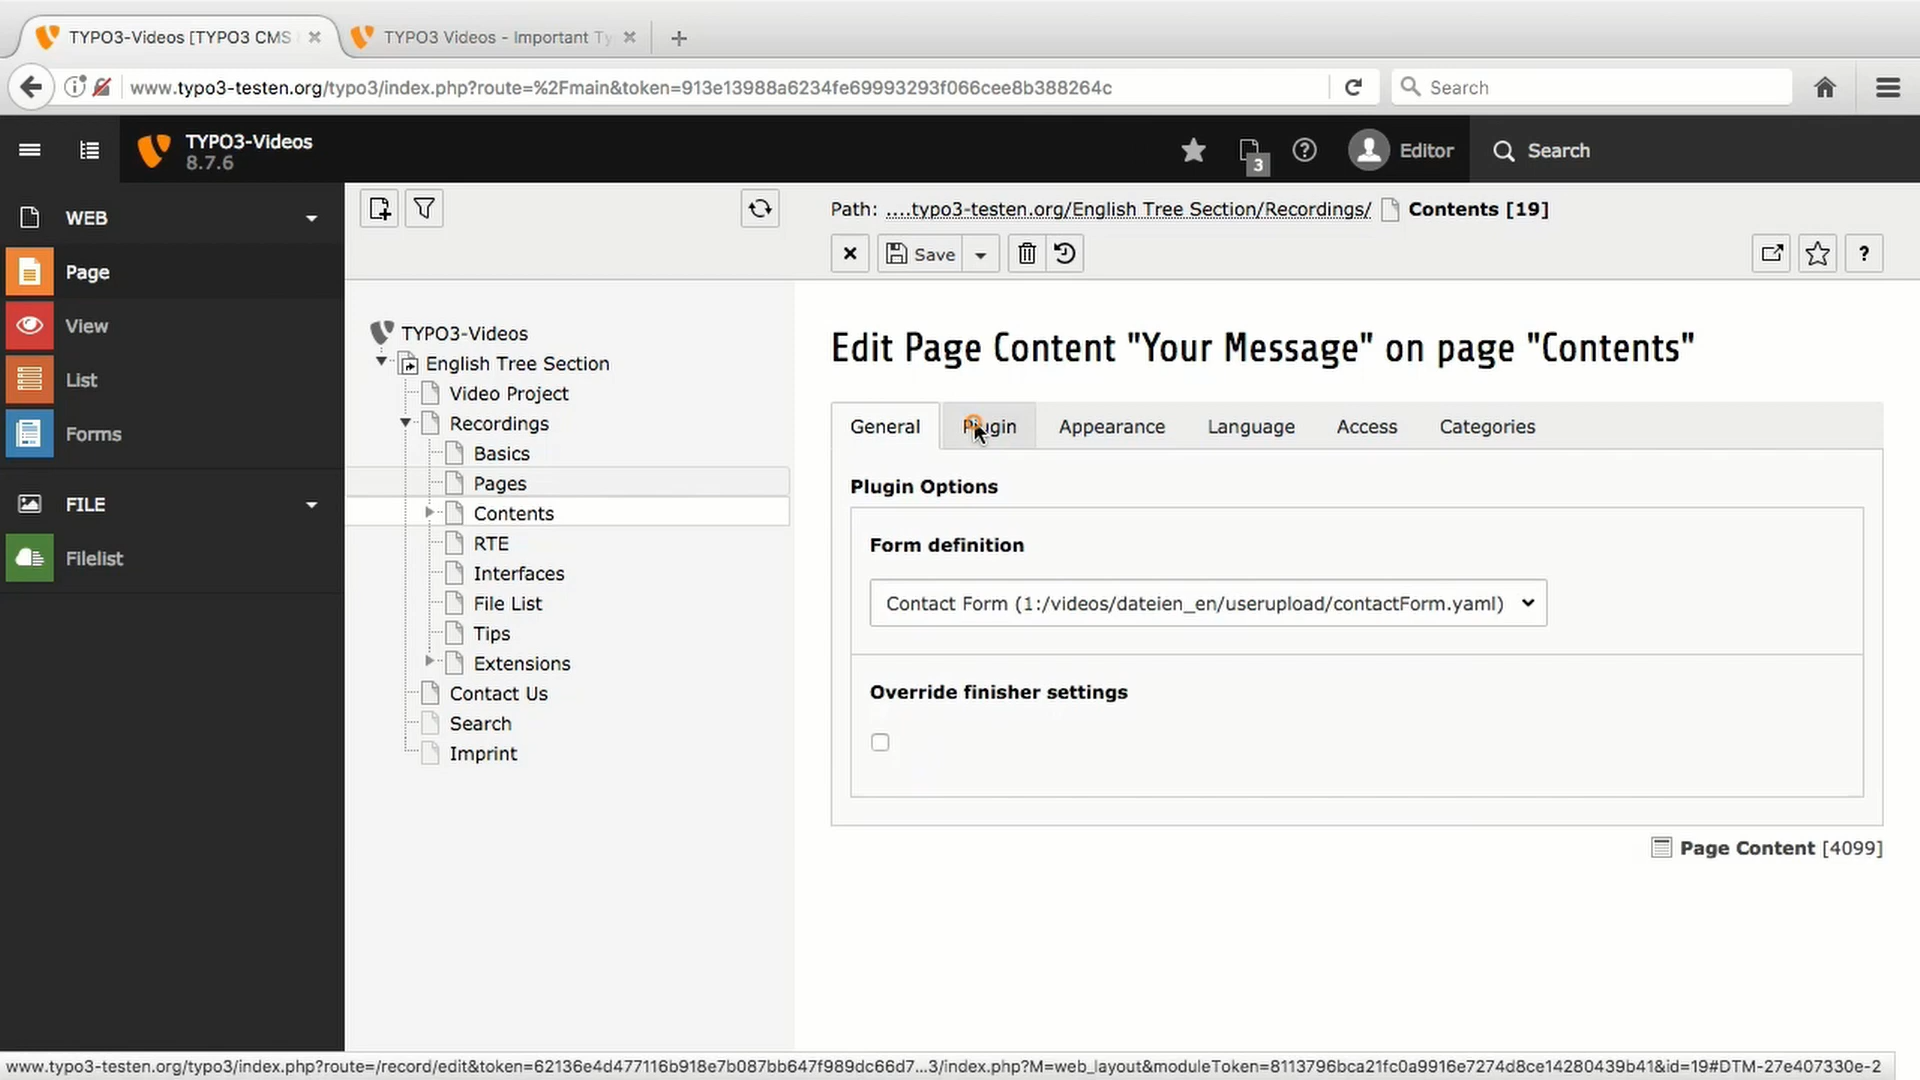 TYPO3-Videos [TYPO3 CMS
TYPO3 Videos - Important Ty
www.typo3-testen.org/typo3/index.php?route=%2Fmain&token=913e13988a6234fe69993293f066cee8b388264c
Search
TYPO3-Videos
8.7.6
3
Editor
Search
WEB
Page
View
List
Forms
FILE
Filelist
TYPO3-Videos
English Tree Section
Video Project
Recordings
Basics
Pages
Contents
RTE
Interfaces
File List
Tips
Extensions
Contact Us
Search
Imprint
Path: ....typo3-testen.org/English Tree Section/Recordings/ Contents [19]
Save
?
Edit Page Content "Your Message" on page "Contents"
General Plugin Appearance Language Access Categories
Plugin Options
Form definition
Contact Form (1:/videos/dateien_en/userupload/contactForm.yaml)
Override finisher settings
Page Content [4099]
www.typo3-testen.org/typo3/index.php?route=/record/edit&token=62136e4d477116b918e7b087bb647f989dc66d7...3/index.php?M=web_layout&moduleToken=8113796bca21fc0a9916e7274d8ce14280439b41&id=19#DTM-27e407330e-2